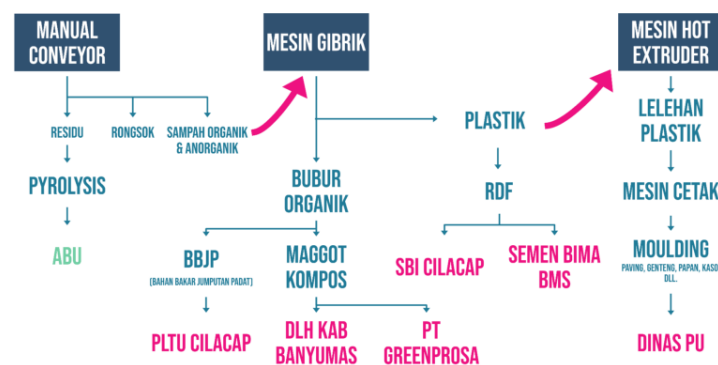 MANUAL
CONVEYOR
MESIN GIBRIK
MESIN HOT
EXTRUDER
RESIDU
RONGSOK
SAMPAH ORGANIK
& ANORGANIK
PLASTIK
LELEHAN
PLASTIK
PYROLYSIS
BUBUR
ORGANIK
RDF
MESIN CETAK
ABU
BBJP
(BAHAN BAKAR JUMPUTAN PADAT)
MAGGOT
KOMPOS
SBI CILACAP
SEMEN BIMA
BMS
MOULDING
PAVING, GENTENG, PAPAN, KASO
DLL.
PLTU CILACAP
DLH KAB
BANYUMAS
PT
GREENPROSA
DINAS PU